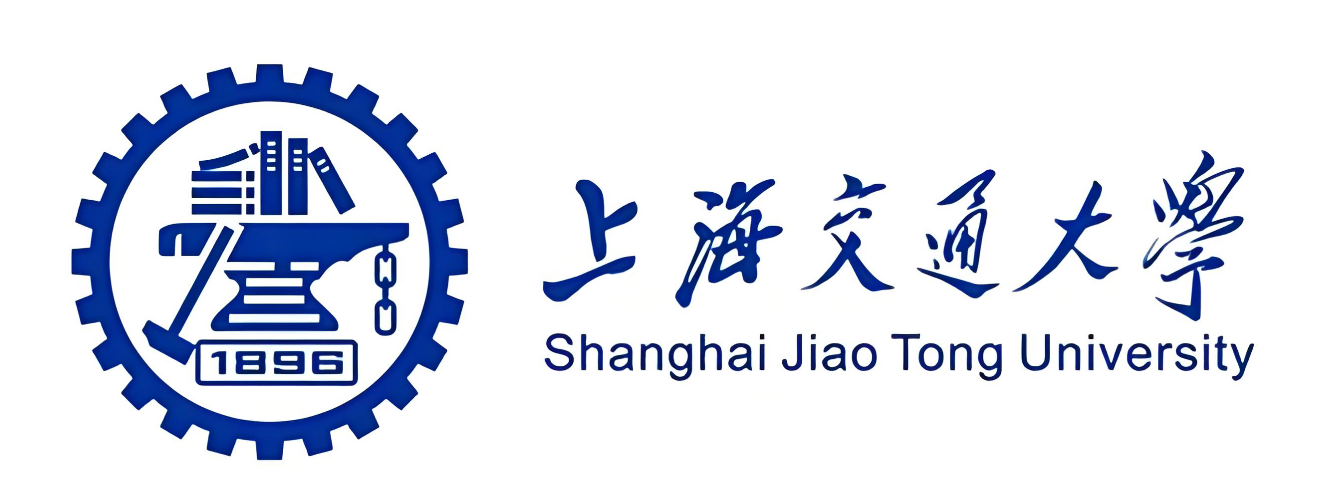 1896
上海交通大學
Shanghai Jiao Tong University